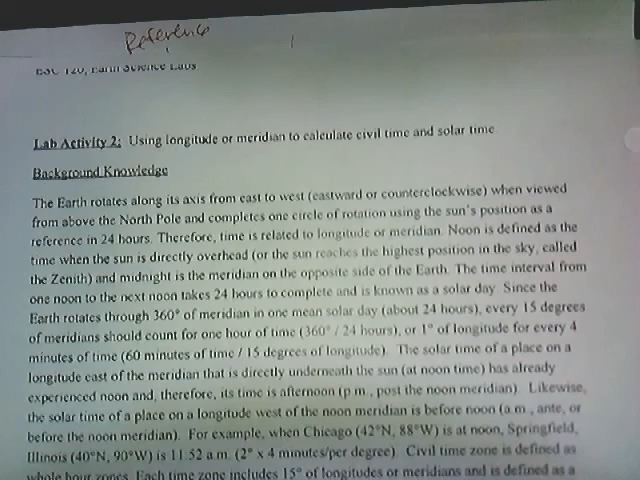 Reference
ESC 120, Earth Science Labs
Lab Activity 2: Using longitude or meridian to calculate civil time and solar time
Background Knowledge
The Earth rotates along its axis from east to west (eastward or counterclockwise) when viewed
from above the North Pole and completes one circle of rotation using the sun's position as a
reference in 24 hours. Therefore, time is related to longitude or meridian. Noon is defined as the
time when the sun is directly overhead (or the sun reaches the highest position in the sky, called
the Zenith) and midnight is the meridian on the opposite side of the Earth. The time interval from
one noon to the next noon takes 24 hours to complete and is known as a solar day. Since the
Earth rotates through 360° of meridian in one mean solar day (about 24 hours), every 15 degrees
of meridians should count for one hour of time (360° / 24 hours), or 1° of longitude for every 4
minutes of time (60 minutes of time / 15 degrees of longitude). The solar time of a place on a
longitude east of the meridian that is directly underneath the sun (at noon time) has already
experienced noon and, therefore, its time is afternoon (p.m., post the noon meridian). Likewise,
the solar time of a place on a longitude west of the noon meridian is before noon (a.m., ante, or
before the noon meridian). For example, when Chicago (42°N, 88°W) is at noon, Springfield,
Illinois (40°N, 90°W) is 11:52 a.m. (2° x 4 minutes/per degree). Civil time zone is defined as
whole hour zones. Each time zone includes 15° of longitudes or meridians and is defined as a